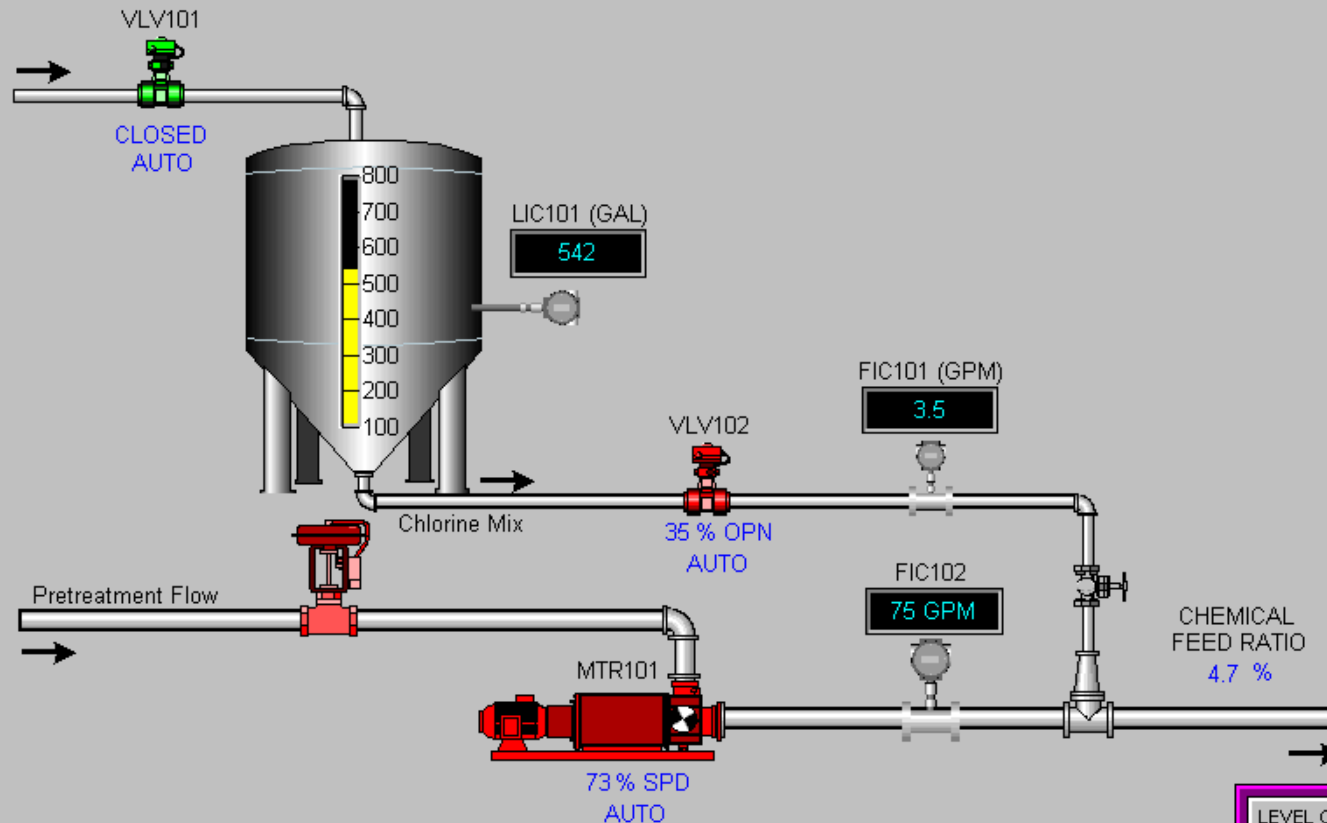 VLV101
CLOSED
AUTO
800
700
600
500
400
300
200
100
LIC101 (GAL)
542
FIC101 (GPM)
3.5
VLV102
35 % OPN
AUTO
Chlorine Mix
FIC102
75 GPM
Pretreatment Flow
CHEMICAL
FEED RATIO
4.7 %
MTR101
73 % SPD
AUTO
LEVEL